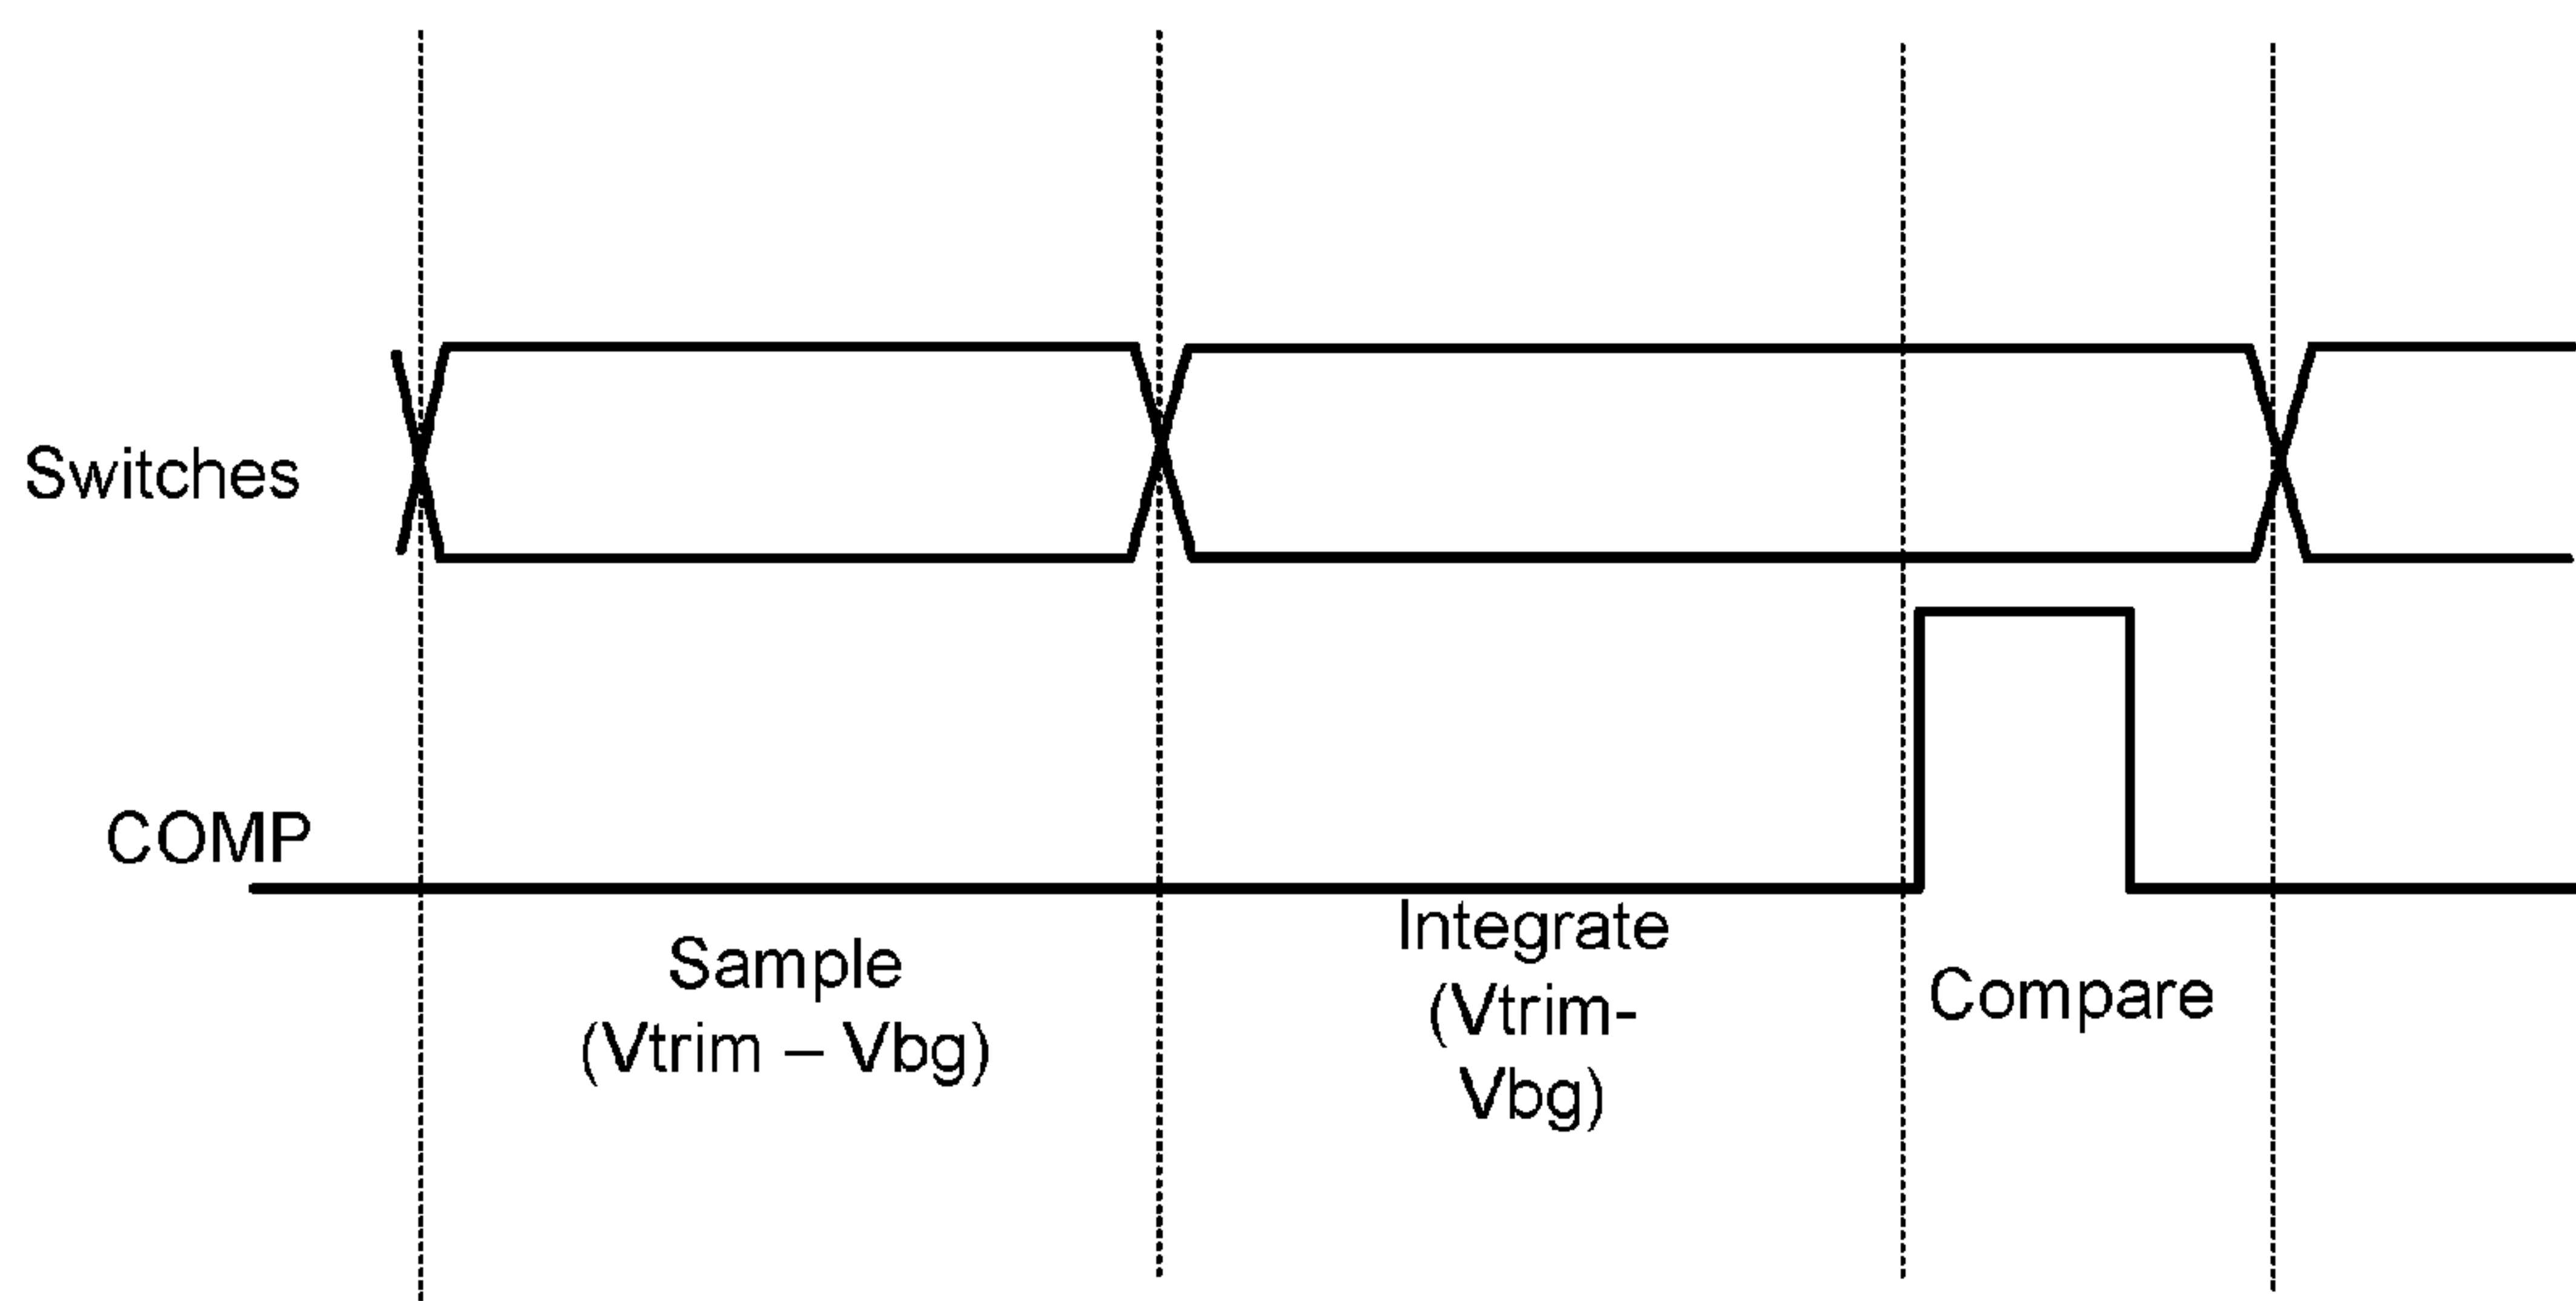 Switches
COMP
Sample
(Vtrim – Vbg)
Integrate
(Vtrim-
Vbg)
Compare